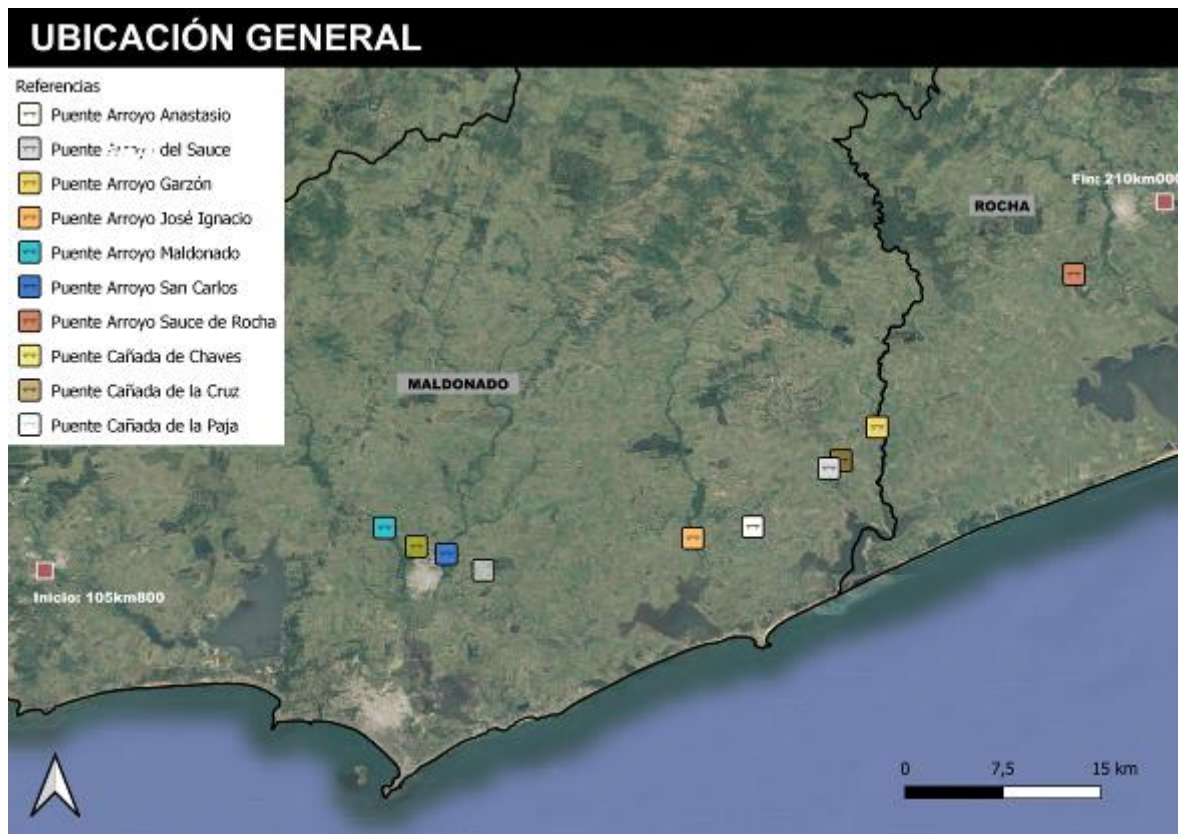 UBICACIÓN GENERAL
Referencias
Puente Arroyo Anastasio
Puente del Sauce
Puente Arroyo Garzón
Puente Arroyo José Ignacio
Puente Arroyo Maldonado
Puente Arroyo San Carlos
Puente Arroyo Sauce de Rocha
Puente Cañada de Chaves
Puente Cañada de la Cruz
Puente Cañada de la Paja
Fin: 210km000
ROCHA
MALDONADO
Inicio: 105km800
0 7,5 15 km